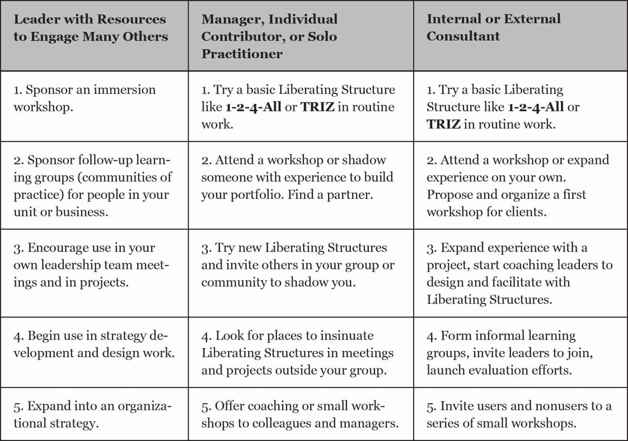 Leader with Resources
to Engage Many Others
Manager, Individual
Contributor, or Solo
Practitioner
Internal or External
Consultant
1. Sponsor an immersion
workshop.
1. Try a basic Liberating Structure
like 1-2-4-All or TRIZ in routine
work.
1. Try a basic Liberating
Structure like 1-2-4-All or
TRIZ in routine work.
2. Sponsor follow-up learn-
ing groups (communities of
practice) for people in your
unit or business.
2. Attend a workshop or shadow
someone with experience to build
your portfolio. Find a partner.
2. Attend a workshop or expand
experience on your own.
Propose and organize a first
workshop for clients.
3. Encourage use in your
own leadership team meet-
ings and in projects.
3. Try new Liberating Structures
and invite others in your group or
community to shadow you.
3. Expand experience with a
project, start coaching leaders to
design and facilitate with
Liberating Structures.
4. Begin use in strategy de-
velopment and design work.
4. Look for places to insinuate
Liberating Structures in meetings
and projects outside your group.
4. Form informal learning
groups, invite leaders to join,
launch evaluation efforts.
5. Expand into an organiza-
tional strategy.
5. Offer coaching or small work-
shops to colleagues and managers.
5. Invite users and nonusers to a
series of small workshops.